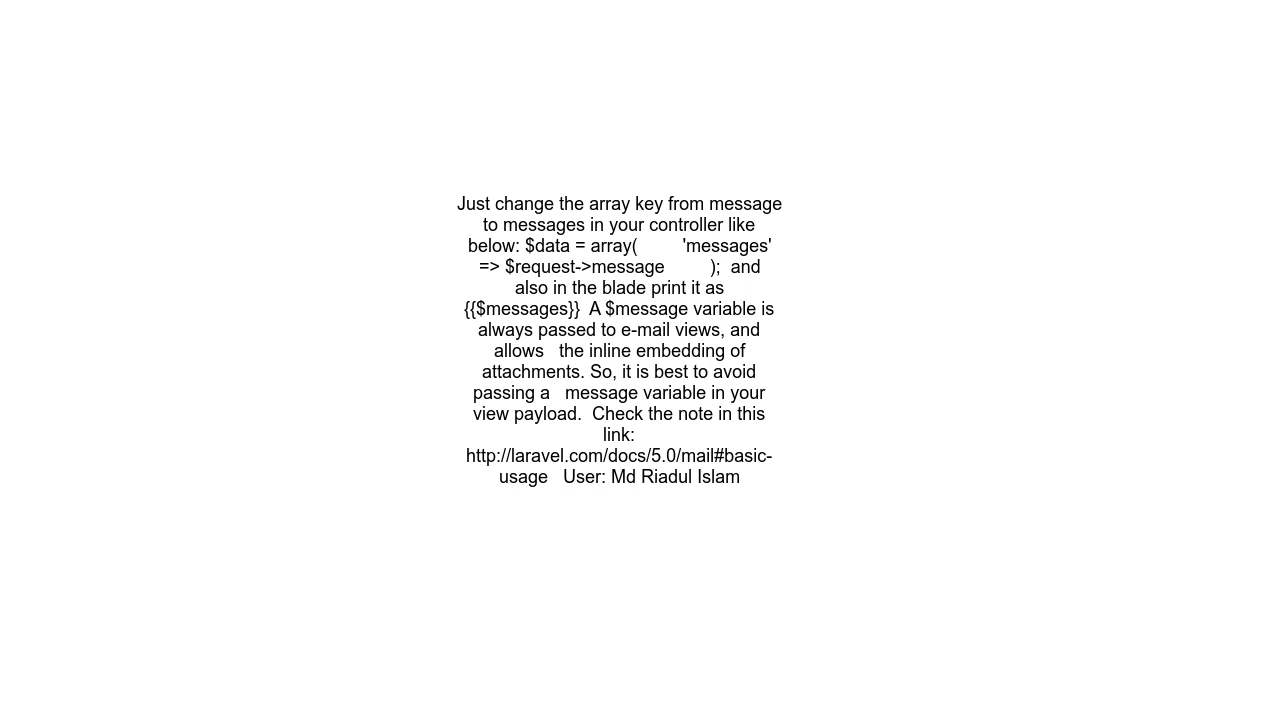 Just change the array key from message
to messages in your controller like
below: $data = array(         'messages'
=> $request->message         );  and
also in the blade print it as
{{$messages}}  A $message variable is
always passed to e-mail views, and
allows   the inline embedding of
attachments. So, it is best to avoid
passing a   message variable in your
view payload.  Check the note in this
link:
http://laravel.com/docs/5.0/mail#basic-
usage   User: Md Riadul Islam